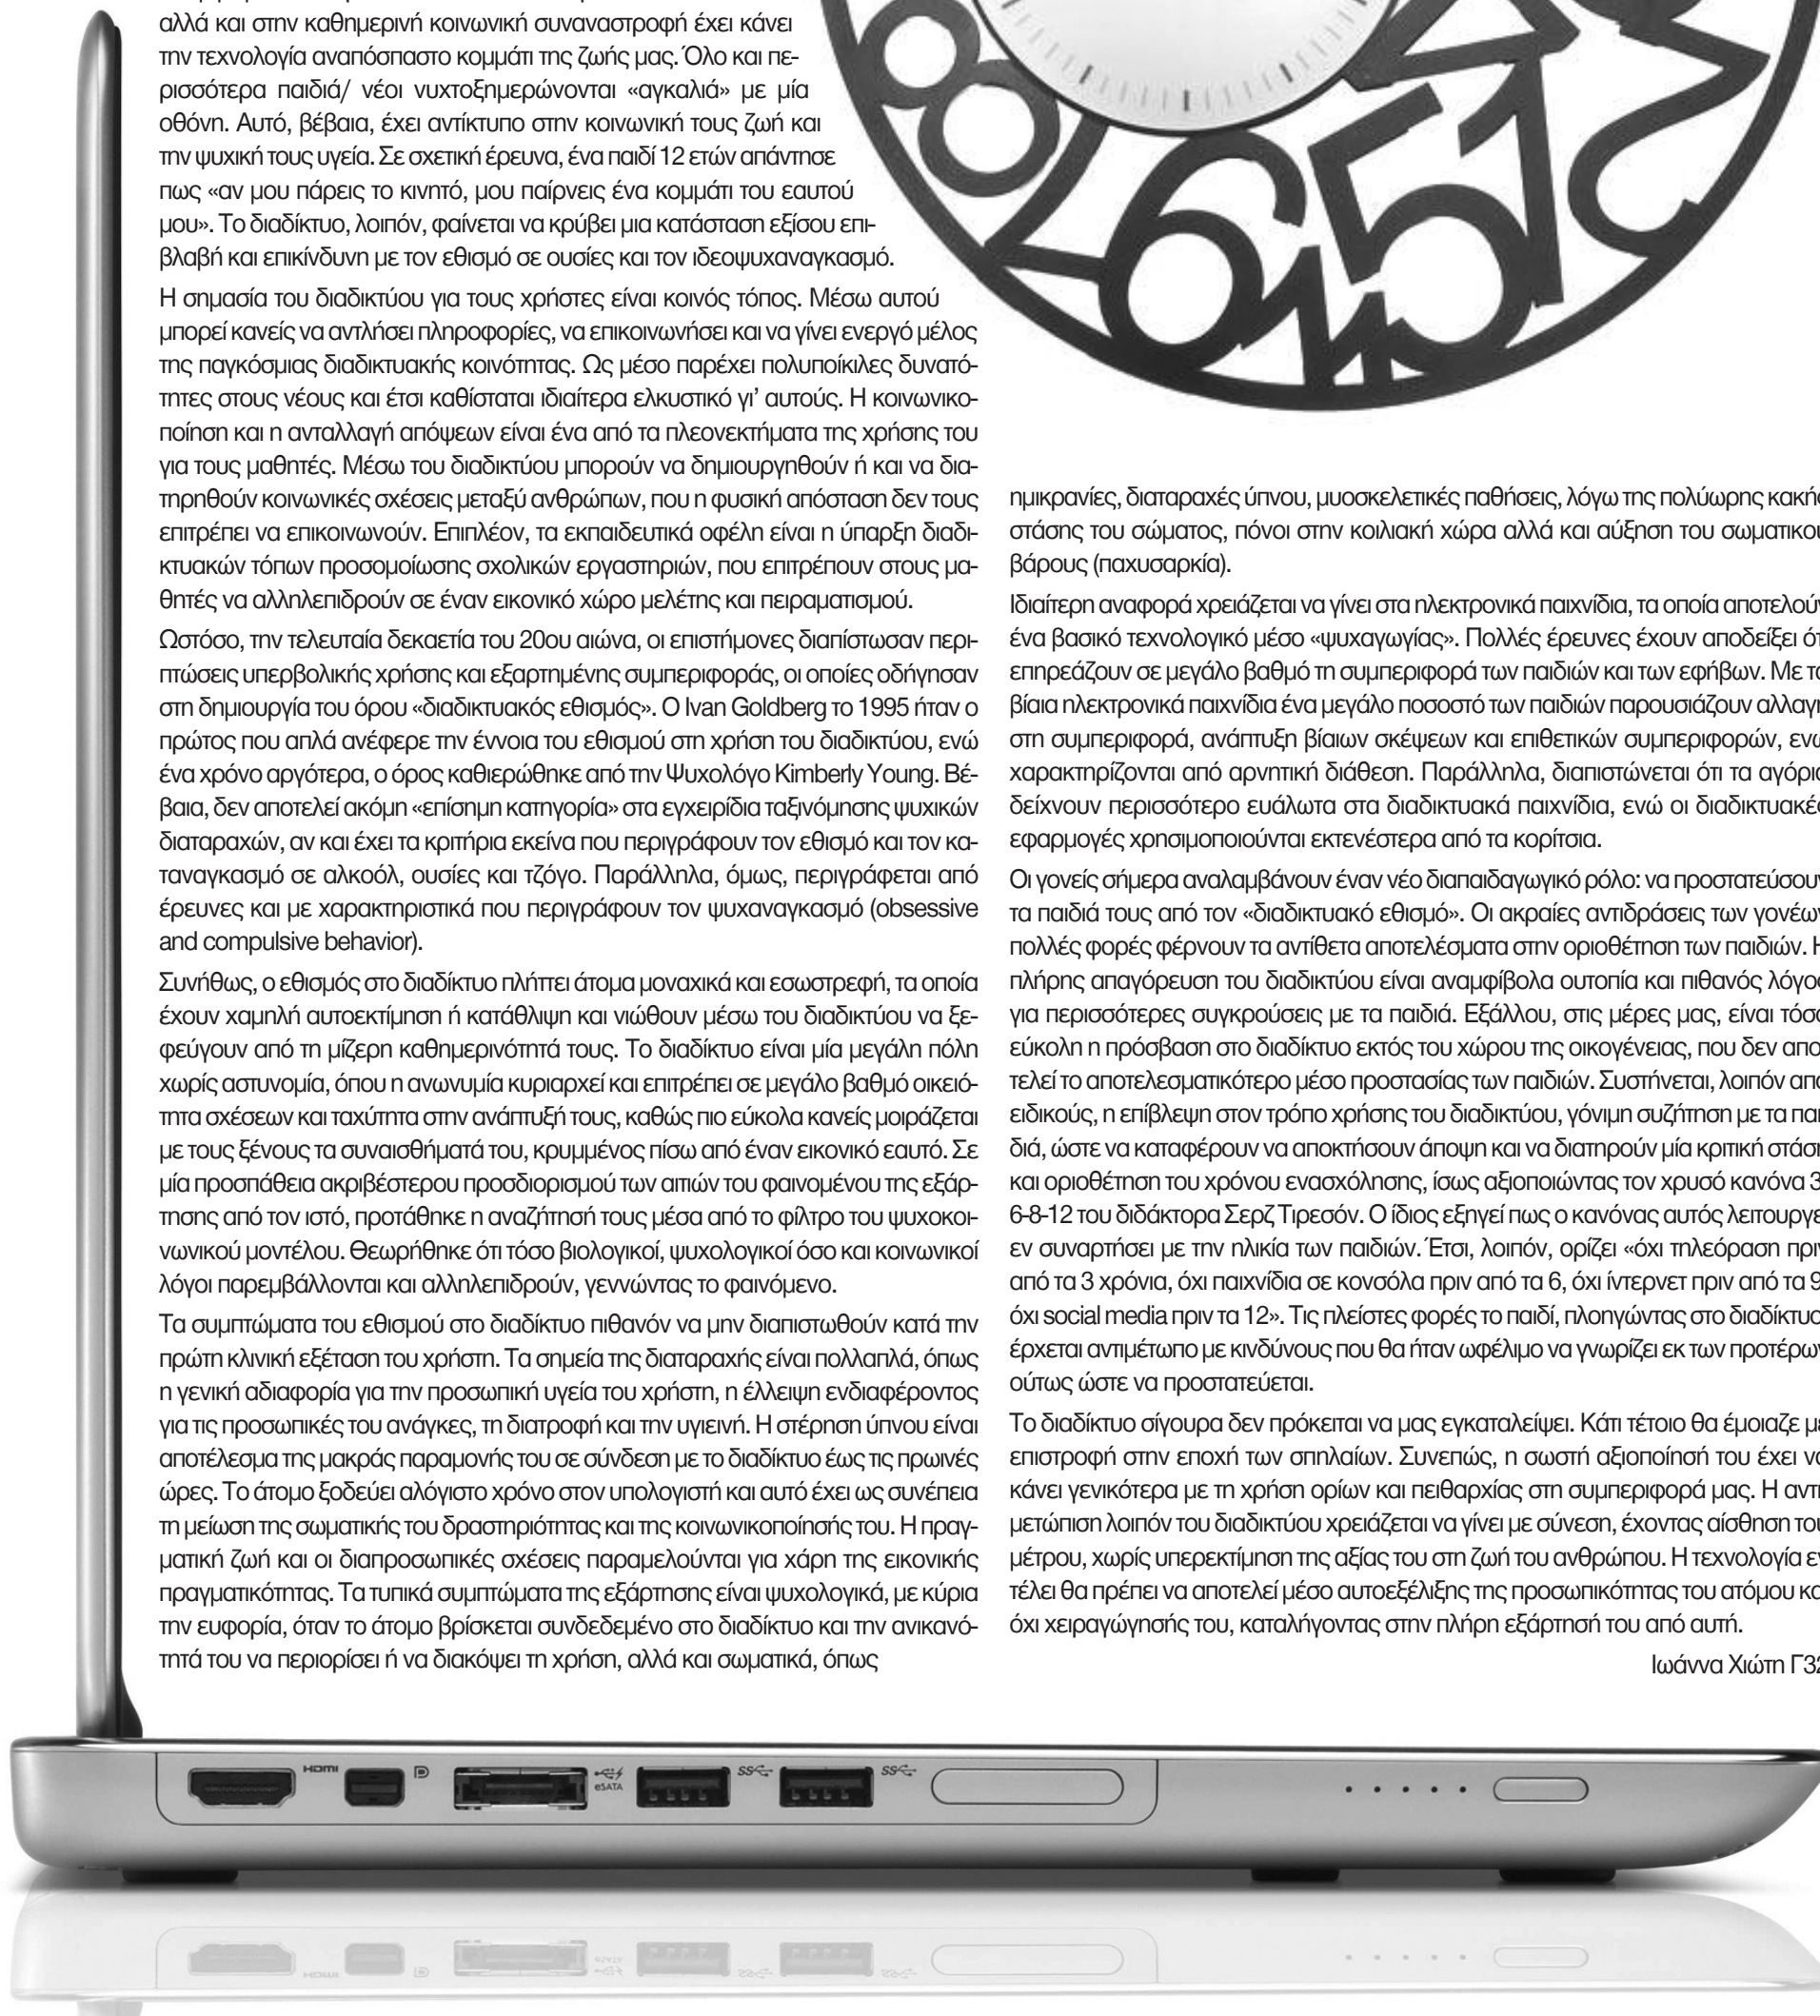 αλλά και στην καθημερινή κοινωνική συναναστροφή έχει κάνει
την τεχνολογία αναπόσπαστο κομμάτι της ζωής μας. Όλο και πε-
ρισσότερα παιδιά/ νέοι νυχτοξημερώνονται «αγκαλιά» με μία
οθόνη. Αυτό, βέβαια, έχει αντίκτυπο στην κοινωνική τους ζωή και
την ψυχική τους υγεία. Σε σχετική έρευνα, ένα παιδί 12 ετών απάντησε
πως «αν μου πάρεις το κινητό, μου παίρνεις ένα κομμάτι του εαυτού
μου». Το διαδίκτυο, λοιπόν, φαίνεται να κρύβει μια κατάσταση εξίσου επι-
βλαβή και επικίνδυνη με τον εθισμό σε ουσίες και τον ιδεοψυχαναγκασμό.
Η σημασία του διαδικτύου για τους χρήστες είναι κοινός τόπος. Μέσω αυτού
μπορεί κανείς να αντλήσει πληροφορίες, να επικοινωνήσει και να γίνει ενεργό μέλος
της παγκόσμιας διαδικτυακής κοινότητας. Ως μέσο παρέχει πολυποίκιλες δυνατό-
τητες στους νέους και έτσι καθίσταται ιδιαίτερα ελκυστικό γι’ αυτούς. Η κοινωνικο-
ποίηση και η ανταλλαγή απόψεων είναι ένα από τα πλεονεκτήματα της χρήσης του
για τους μαθητές. Μέσω του διαδικτύου μπορούν να δημιουργηθούν ή και να δια-
τηρηθούν κοινωνικές σχέσεις μεταξύ ανθρώπων, που η φυσική απόσταση δεν τους
επιτρέπει να επικοινωνούν. Επιπλέον, τα εκπαιδευτικά οφέλη είναι η ύπαρξη διαδι-
κτυακών τόπων προσομοίωσης σχολικών εργαστηριών, που επιτρέπουν στους μα-
θητές να αλληλεπιδρούν σε έναν εικονικό χώρο μελέτης και πειραματισμού.
Ωστόσο, την τελευταία δεκαετία του 20ου αιώνα, οι επιστήμονες διαπίστωσαν περι-
πτώσεις υπερβολικής χρήσης και εξαρτημένης συμπεριφοράς, οι οποίες οδήγησαν
στη δημιουργία του όρου «διαδικτυακός εθισμός». Ο Ivan Goldberg το 1995 ήταν ο
πρώτος που απλά ανέφερε την έννοια του εθισμού στη χρήση του διαδικτύου, ενώ
ένα χρόνο αργότερα, ο όρος καθιερώθηκε από την Ψυχολόγο Kimberly Young. Βέ-
βαια, δεν αποτελεί ακόμη «επίσημη κατηγορία» στα εγχειρίδια ταξινόμησης ψυχικών
διαταραχών, αν και έχει τα κριτήρια εκείνα που περιγράφουν τον εθισμό και τον κα-
ταναγκασμό σε αλκοόλ, ουσίες και τζόγο. Παράλληλα, όμως, περιγράφεται από
έρευνες και με χαρακτηριστικά που περιγράφουν τον ψυχαναγκασμό (obsessive
and compulsive behavior).
Συνήθως, ο εθισμός στο διαδίκτυο πλήττει άτομα μοναχικά και εσωστρεφή, τα οποία
έχουν χαμηλή αυτοεκτίμηση ή κατάθλιψη και νιώθουν μέσω του διαδικτύου να ξε-
φεύγουν από τη μίζερη καθημερινότητά τους. Το διαδίκτυο είναι μία μεγάλη πόλη
χωρίς αστυνομία, όπου η ανωνυμία κυριαρχεί και επιτρέπει σε μεγάλο βαθμό οικειό-
τητα σχέσεων και ταχύτητα στην ανάπτυξή τους, καθώς πιο εύκολα κανείς μοιράζεται
με τους ξένους τα συναισθήματά του, κρυμμένος πίσω από έναν εικονικό εαυτό. Σε
μία προσπάθεια ακριβέστερου προσδιορισμού των αιτιών του φαινομένου της εξάρ-
τησης από τον ιστό, προτάθηκε η αναζήτησή τους μέσα από το φίλτρο του ψυχοκοι-
νωνικού μοντέλου. Θεωρήθηκε ότι τόσο βιολογικοί, ψυχολογικοί όσο και κοινωνικοί
λόγοι παρεμβάλλονται και αλληλεπιδρούν, γεννώντας το φαινόμενο.
Τα συμπτώματα του εθισμού στο διαδίκτυο πιθανόν να μην διαπιστωθούν κατά την
πρώτη κλινική εξέταση του χρήστη. Τα σημεία της διαταραχής είναι πολλαπλά, όπως
η γενική αδιαφορία για την προσωπική υγεία του χρήστη, η έλλειψη ενδιαφέροντος
για τις προσωπικές του ανάγκες, τη διατροφή και την υγιεινή. Η στέρηση ύπνου είναι
αποτέλεσμα της μακράς παραμονής του σε σύνδεση με το διαδίκτυο έως τις πρωινές
ώρες. Το άτομο ξοδεύει αλόγιστο χρόνο στον υπολογιστή και αυτό έχει ως συνέπεια
τη μείωση της σωματικής του δραστηριότητας και της κοινωνικοποίησής του. Η πραγ-
ματική ζωή και οι διαπροσωπικές σχέσεις παραμελούνται για χάρη της εικονικής
πραγματικότητας. Τα τυπικά συμπτώματα της εξάρτησης είναι ψυχολογικά, με κύρια
την ευφορία, όταν το άτομο βρίσκεται συνδεδεμένο στο διαδίκτυο και την ανικανό-
τητά του να περιορίσει ή να διακόψει τη χρήση, αλλά και σωματικά, όπως
ημικρανίες, διαταραχές ύπνου, μυοσκελετικές παθήσεις, λόγω της πολύωρης κακής
στάσης του σώματος, πόνοι στην κοιλιακή χώρα αλλά και αύξηση του σωματικού
βάρους (παχυσαρκία).
Ιδιαίτερη αναφορά χρειάζεται να γίνει στα ηλεκτρονικά παιχνίδια, τα οποία αποτελούν
ένα βασικό τεχνολογικό μέσο «ψυχαγωγίας». Πολλές έρευνες έχουν αποδείξει ότ
επηρεάζουν σε μεγάλο βαθμό τη συμπεριφορά των παιδιών και των εφήβων. Με τα
βίαια ηλεκτρονικά παιχνίδια ένα μεγάλο ποσοστό των παιδιών παρουσιάζουν αλλαγή
στη συμπεριφορά, ανάπτυξη βίαιων σκέψεων και επιθετικών συμπεριφορών, ενώ
χαρακτηρίζονται από αρνητική διάθεση. Παράλληλα, διαπιστώνεται ότι τα αγόρια
δείχνουν περισσότερο ευάλωτα στα διαδικτυακά παιχνίδια, ενώ οι διαδικτυακές
εφαρμογές χρησιμοποιούνται εκτενέστερα από τα κορίτσια.
Οι γονείς σήμερα αναλαμβάνουν έναν νέο διαπαιδαγωγικό ρόλο: να προστατεύσουν
τα παιδιά τους από τον «διαδικτυακό εθισμό». Οι ακραίες αντιδράσεις των γονέων
πολλές φορές φέρνουν τα αντίθετα αποτελέσματα στην οριοθέτηση των παιδιών. Η
πλήρης απαγόρευση του διαδικτύου είναι αναμφίβολα ουτοπία και πιθανός λόγος
για περισσότερες συγκρούσεις με τα παιδιά. Εξάλλου, στις μέρες μας, είναι τόσο
εύκολη η πρόσβαση στο διαδίκτυο εκτός του χώρου της οικογένειας, που δεν απο-
τελεί το αποτελεσματικότερο μέσο προστασίας των παιδιών. Συστήνεται, λοιπόν από
ειδικούς, η επίβλεψη στον τρόπο χρήσης του διαδικτύου, γόνιμη συζήτηση με τα παι
διά, ώστε να καταφέρουν να αποκτήσουν άποψη και να διατηρούν μία κριτική στάση
και οριοθέτηση του χρόνου ενασχόλησης, ίσως αξιοποιώντας τον χρυσό κανόνα 3-
6-8-12 του διδάκτορα Σερζ Τιρεσόν. Ο ίδιος εξηγεί πως ο κανόνας αυτός λειτουργε
εν συναρτήσει με την ηλικία των παιδιών. Έτσι, λοιπόν, ορίζει «όχι τηλεόραση πριν
από τα 3 χρόνια, όχι παιχνίδια σε κονσόλα πριν από τα 6, όχι ίντερνετ πριν από τα 9
όχι social media πριν τα 12». Τις πλείστες φορές το παιδί, πλοηγώντας στο διαδίκτυο,
έρχεται αντιμέτωπο με κινδύνους που θα ήταν ωφέλιμο να γνωρίζει εκ των προτέρων
ούτως ώστε να προστατεύεται.
Το διαδίκτυο σίγουρα δεν πρόκειται να μας εγκαταλείψει. Κάτι τέτοιο θα έμοιαζε με
επιστροφή στην εποχή των σπηλαίων. Συνεπώς, η σωστή αξιοποίησή του έχει να
κάνει γενικότερα με τη χρήση ορίων και πειθαρχίας στη συμπεριφορά μας. Η αντι
μετώπιση λοιπόν του διαδικτύου χρειάζεται να γίνει με σύνεση, έχοντας αίσθηση του
μέτρου, χωρίς υπερεκτίμηση της αξίας του στη ζωή του ανθρώπου. Η τεχνολογία εν
τέλει θα πρέπει να αποτελεί μέσο αυτοεξέλιξης της προσωπικότητας του ατόμου κα
όχι χειραγώγησής του, καταλήγοντας στην πλήρη εξάρτησή του από αυτή.
Ιωάννα Χιώτη Γ32
8 7 6 5 1 2
HDMI
eSATA
SS
SS